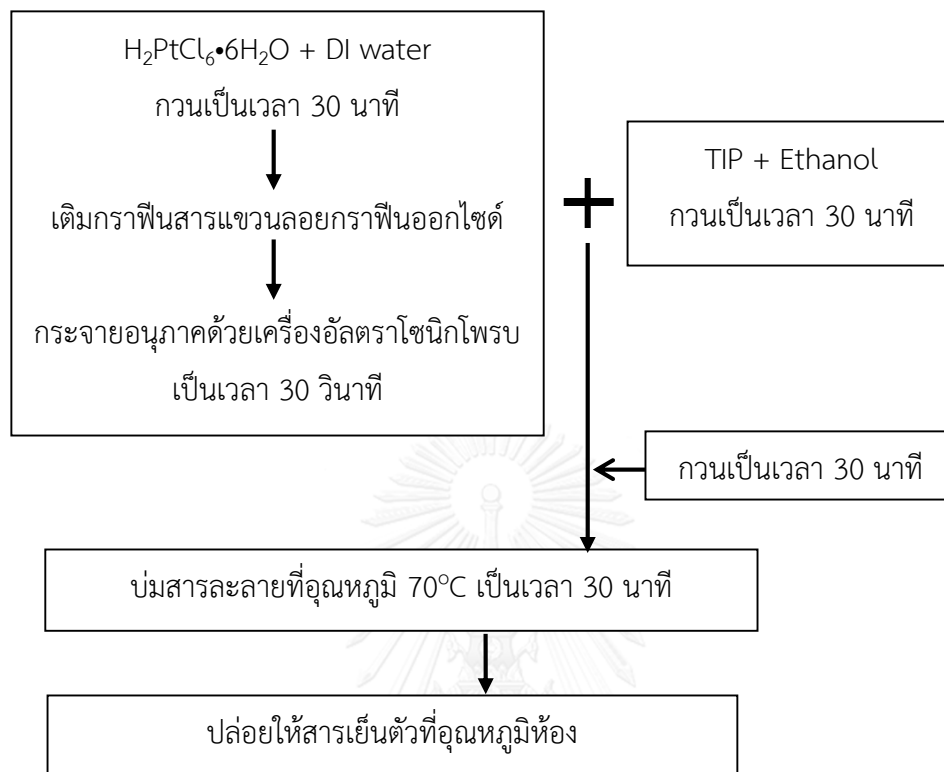 H₂PtCl₆•6H₂O + DI water
กวนเป็นเวลา 30 นาที
เติมกราฟีนสารแขวนลอยกราฟีนออกไซด์
กระจายอนุภาคด้วยเครื่องอัลตราโซนิกโพรบ
เป็นเวลา 30 วินาที
+
TIP + Ethanol
กวนเป็นเวลา 30 นาที
กวนเป็นเวลา 30 นาที
บ่มสารละลายที่อุณหภูมิ 70°C เป็นเวลา 30 นาที
ปล่อยให้สารเย็นตัวที่อุณหภูมิห้อง